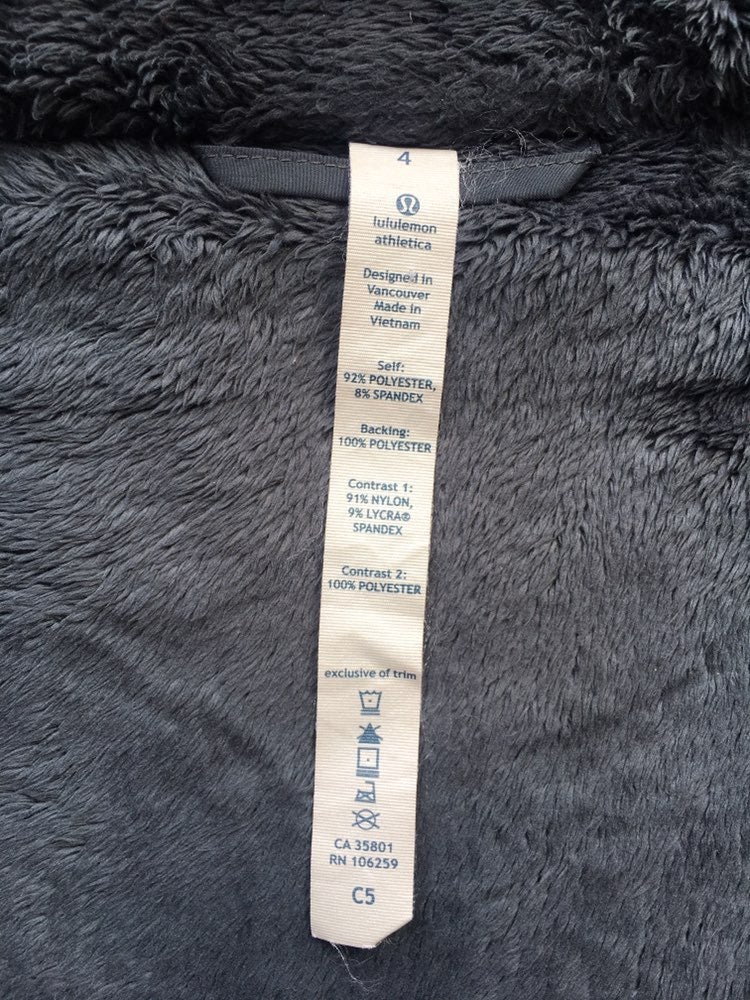 4
lululemon
athletica
Designed in
Vancouver
Made in
Vietnam
Self:
92% POLYESTER,
8% SPANDEX
Backing:
100% POLYESTER
Contrast 1:
91% NYLON,
9% LYCRA®
SPANDEX
Contrast 2:
100% POLYESTER
exclusive of trim
CA 35801
RN 106259
C5